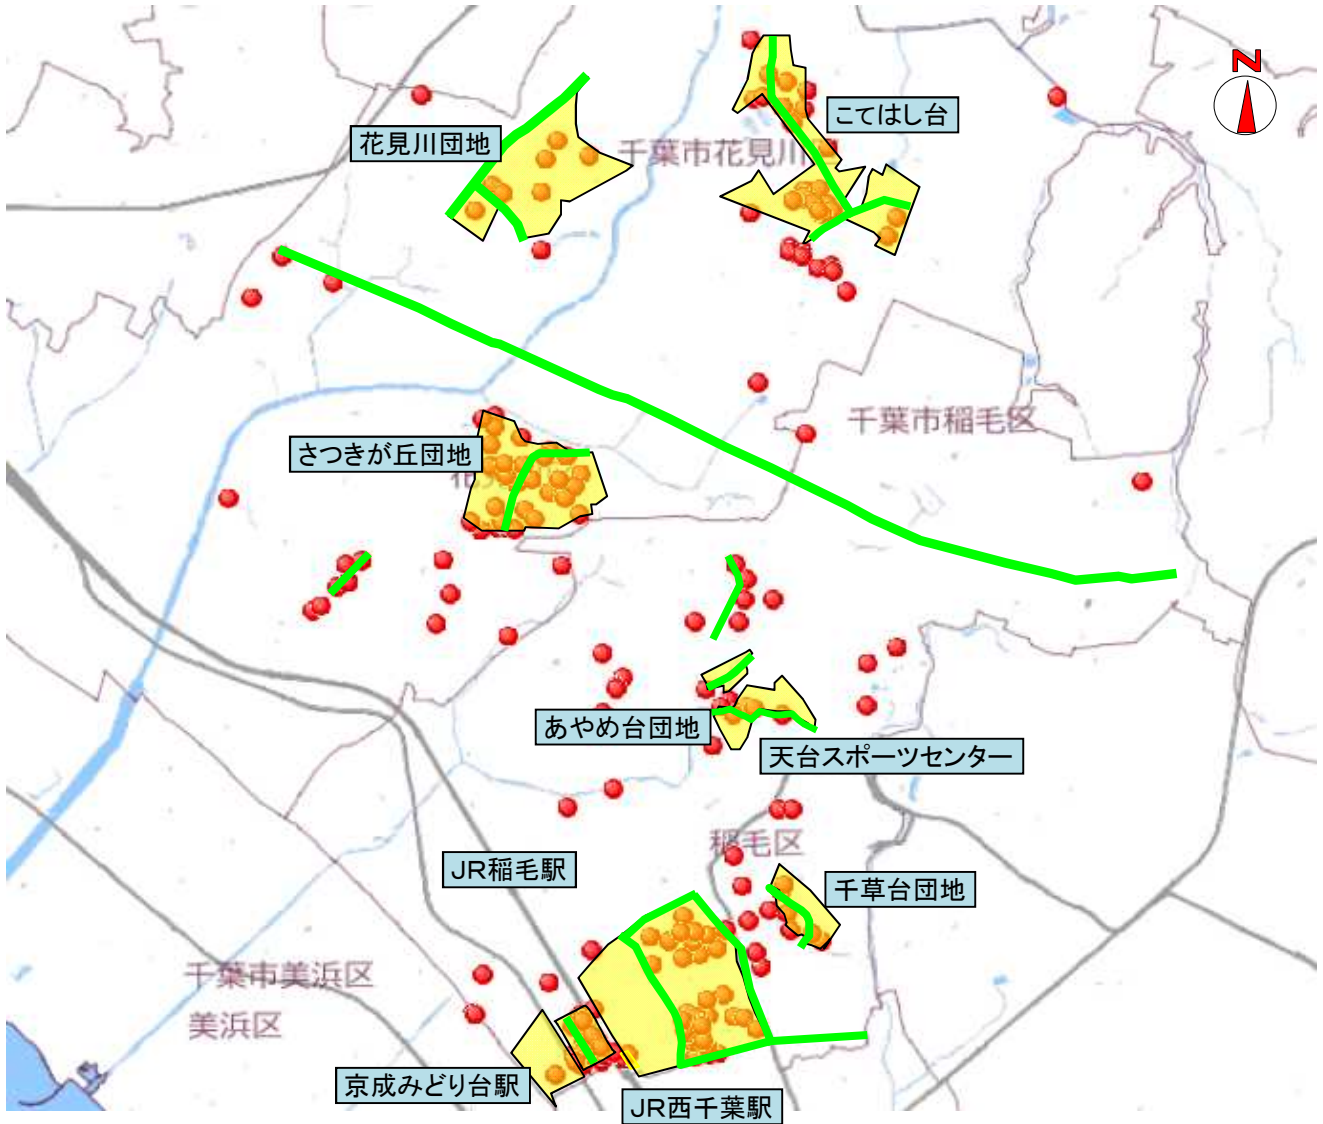 N
こてはし台
花見川団地
千葉市花見川区
千葉市稲毛区
さつきが丘団地
花
あやめ台団地
天台スポーツセンター
稲毛区
JR稲毛駅
千草台団地
千葉市美浜区
美浜区
京成みどり台駅
JR西千葉駅